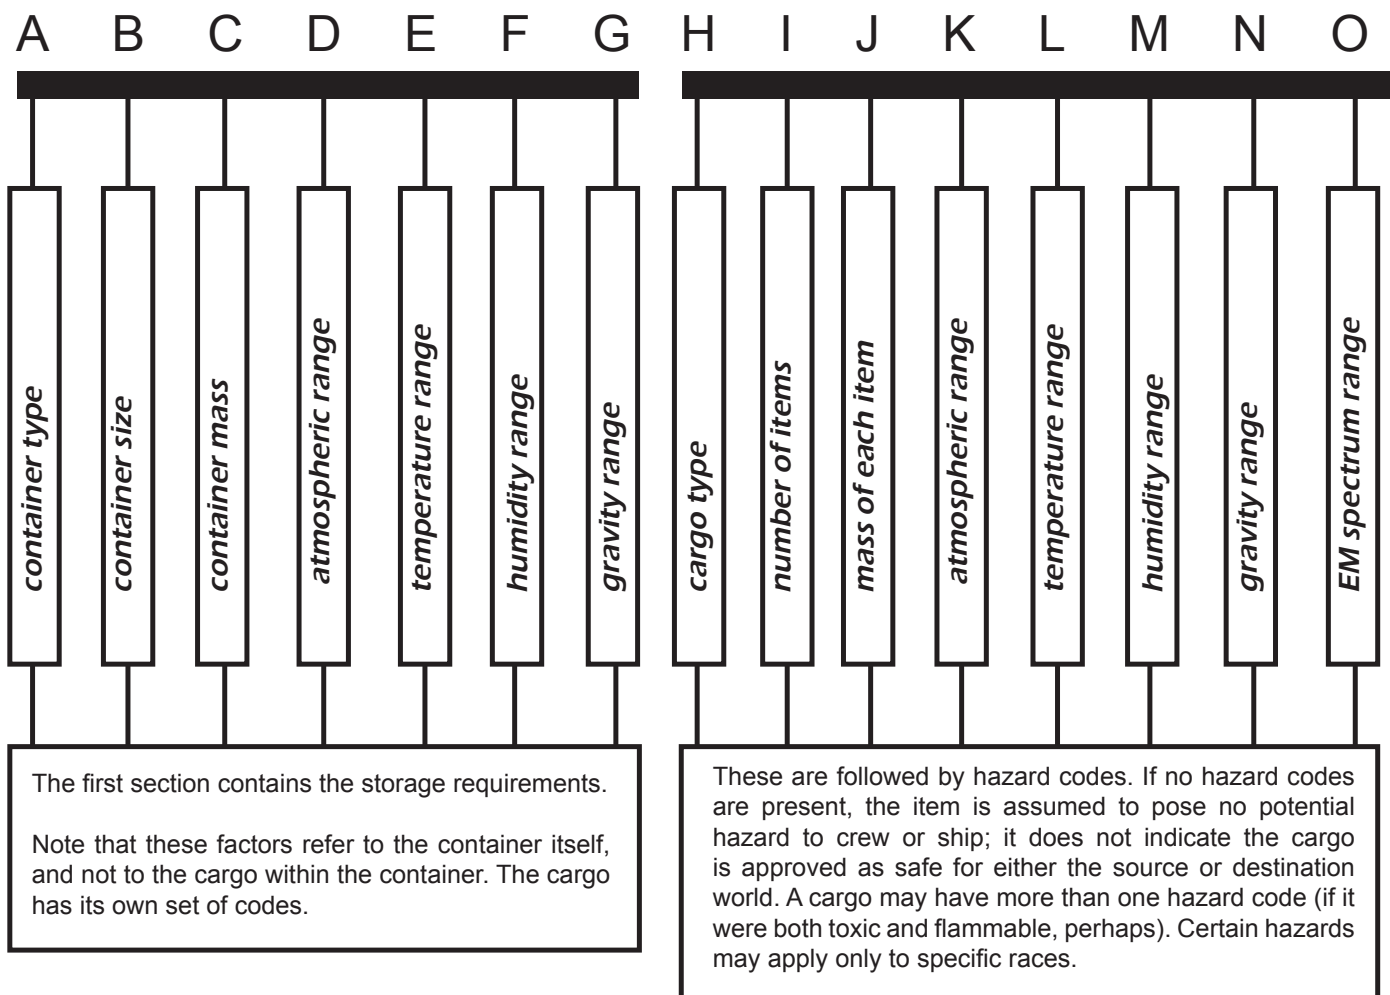 A B C D E F G H I J K L M N O
container type
container size
container mass
atmospheric range
temperature range
humidity range
gravity range
cargo type
number of items
mass of each item
atmospheric range
temperature range
humidity range
gravity range
EM spectrum range
The first section contains the storage requirements.
Note that these factors refer to the container itself,
and not to the cargo within the container. The cargo
has its own set of codes.
These are followed by hazard codes. If no hazard codes
are present, the item is assumed to pose no potential
hazard to crew or ship; it does not indicate the cargo
is approved as safe for either the source or destination
world. A cargo may have more than one hazard code (if it
were both toxic and flammable, perhaps). Certain hazards
may apply only to specific races.